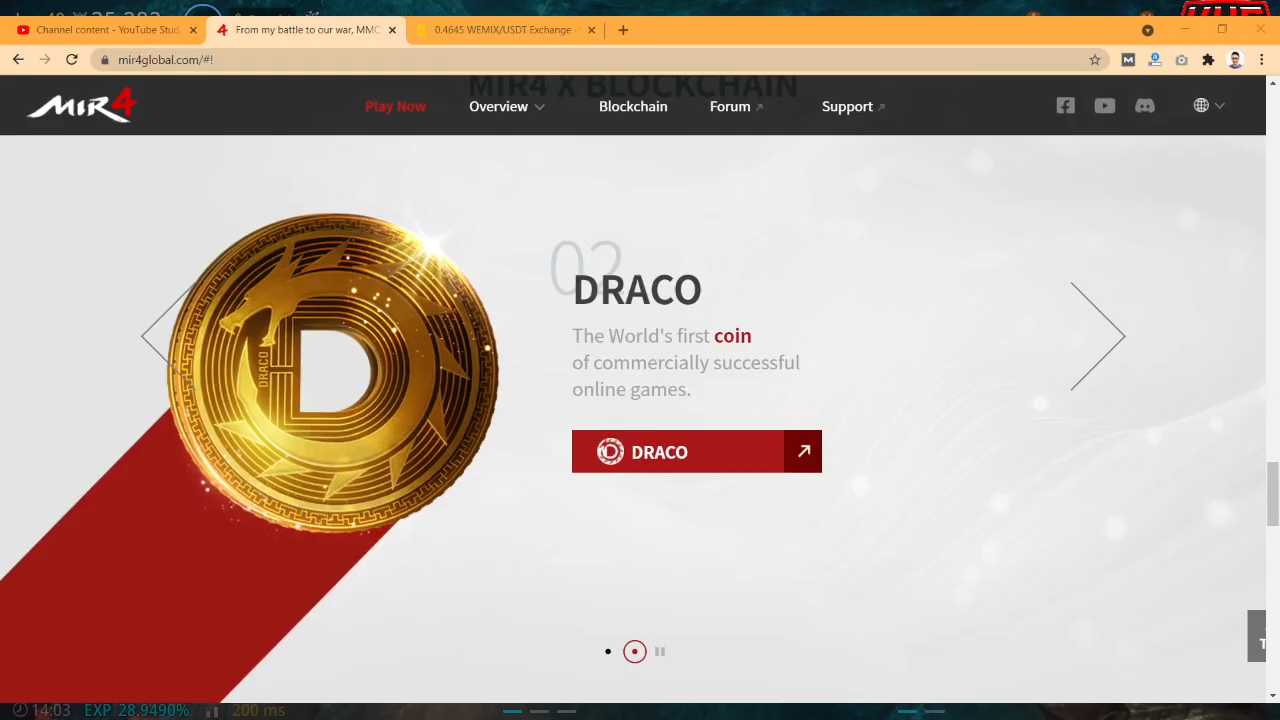 Channel content - YouTube Stud
From my battle to our war, MMC
0.4645 WEMIX/USDT Exchange -
mir4global.com/#!
MIR4 X BLOCKCHAIN
MIR4
Play Now
Overview
Blockchain
Forum
Support
02
DRACO
The World's first coin
of commercially successful
online games.
DRACO
DRACO
14:03 EXP 28.9490% 200 ms